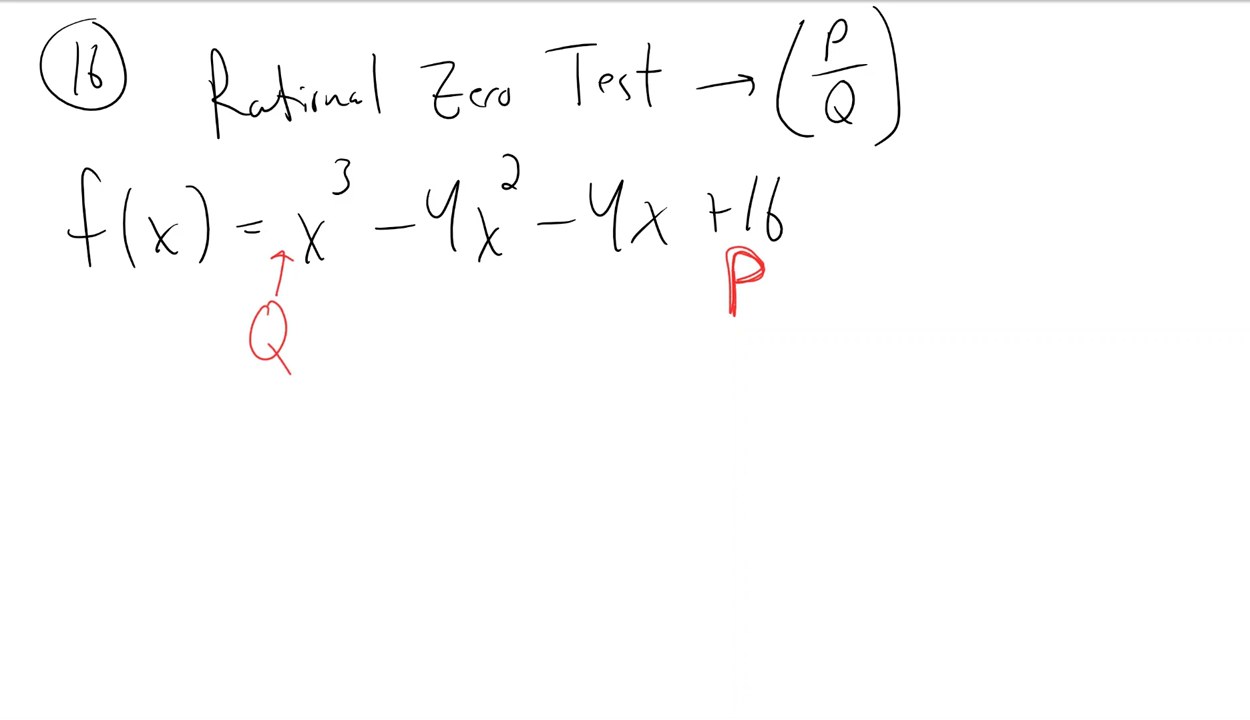 16 Rational Zero Test → (P/Q)
f(x) = x³ - 4x² - 4x + 16
Q P